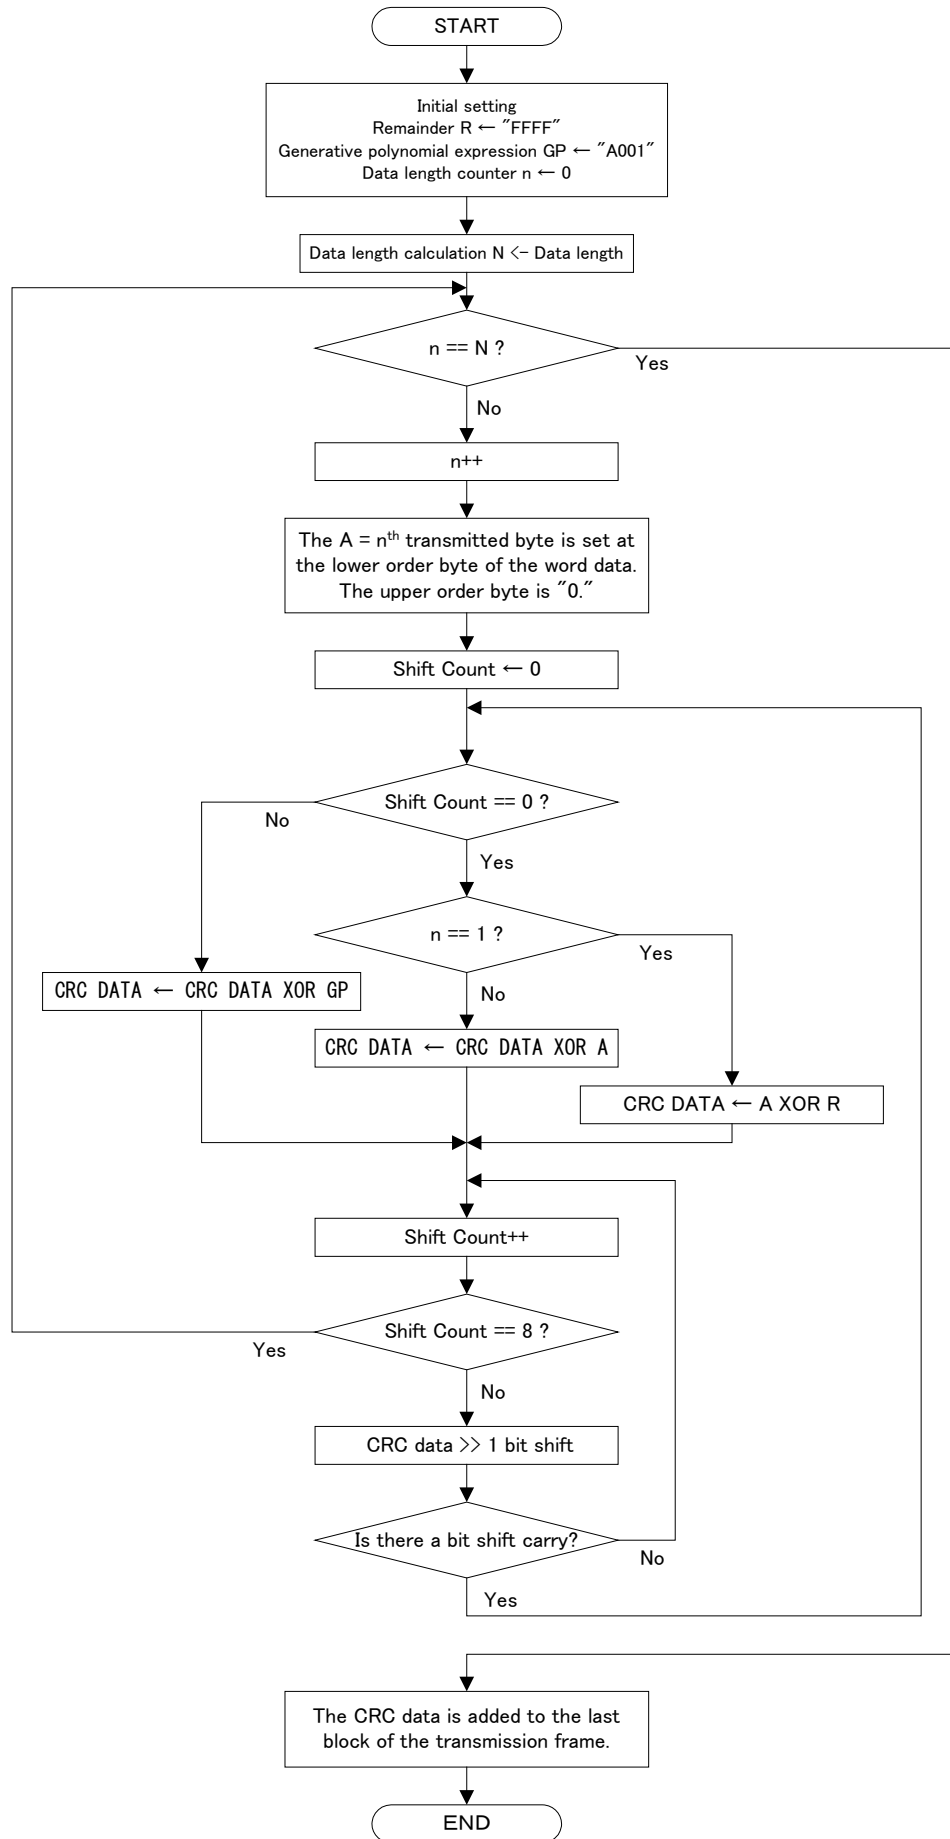 START
Initial setting
Remainder R ← "FFFF"
Generative polynomial expression GP ← "A001"
Data length counter n ← 0
Data length calculation N <- Data length
n == N ?
Yes
No
n++
The A = nth transmitted byte is set at
the lower order byte of the word data.
The upper order byte is "0."
Shift Count ← 0
Shift Count == 0 ?
No
Yes
n == 1 ?
Yes
No
CRC DATA ← CRC DATA XOR GP
CRC DATA ← CRC DATA XOR A
CRC DATA ← A XOR R
Shift Count++
Shift Count == 8 ?
Yes
No
CRC data >> 1 bit shift
Is there a bit shift carry?
No
Yes
The CRC data is added to the last
block of the transmission frame.
END